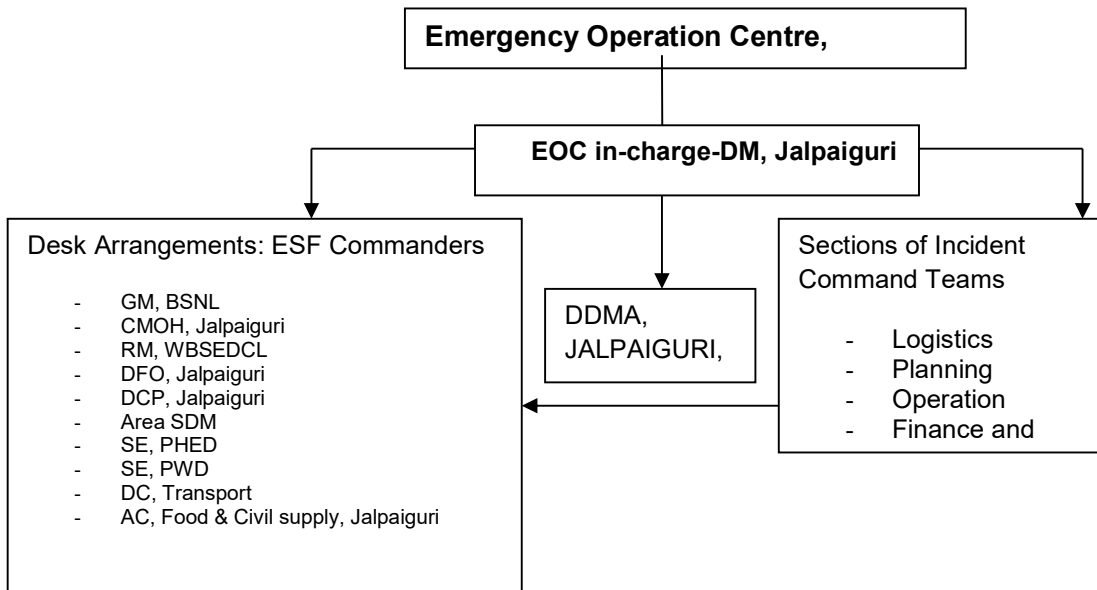 Emergency Operation Centre,
EOC in-charge-DM, Jalpaiguri
Desk Arrangements: ESF Commanders
- GM, BSNL
- CMOH, Jalpaiguri
- RM, WBSEDCL
- DFO, Jalpaiguri
- DCP, Jalpaiguri
- Area SDM
- SE, PHED
- SE, PWD
- DC, Transport
- AC, Food & Civil supply, Jalpaiguri
DDMA,
JALPAIGURI,
Sections of Incident
Command Teams
- Logistics
- Planning
- Operation
- Finance and